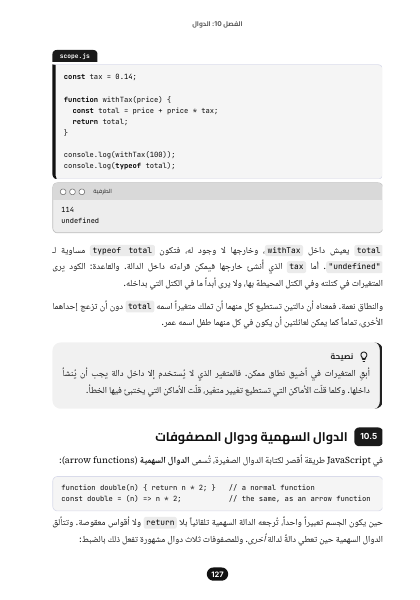 الفصل 10: الدوال
scope.js
const tax = 0.14;
function withTax(price) {
  const total = price + price * tax;
  return total;
}
console.log(withTax(100));
console.log(typeof total);
الطرفية
114
undefined
total يعيش داخل withTax، وخارجها لا وجود له، فتكون typeof total مساوية لـ
"undefined". أما tax الذي أُنشئ خارجها فيمكن قراءته داخل الدالة. والقاعدة: الكود يرى
المتغيرات في كتلته وفي الكتل المحيطة بها، ولا يرى أبداً ما في الكتل التي بداخله.
والنطاق نعمة. فمعناه أن دالتين تستطيع كل منهما أن تملك متغيراً اسمه total دون أن تزعج إحداهما
الأخرى، تماماً كما يمكن لعائلتين أن يكون في كل منهما طفل اسمه عمر.
نصيحة
أبقِ المتغيرات في أضيق نطاق ممكن. فالمتغير الذي لا يُستخدم إلا داخل دالة يجب أن يُنشأ
داخلها. وكلما قلّت الأماكن التي تستطيع تغيير متغير، قلّت الأماكن التي يختبئ فيها الخطأ.
10.5 الدوال السهمية ودوال المصفوفات
في JavaScript طريقة أقصر لكتابة الدوال الصغيرة، تُسمى الدوال السهمية (arrow functions):
function double(n) { return n * 2; }   // a normal function
const double = (n) => n * 2;           // the same, as an arrow function
حين يكون الجسم تعبيراً واحداً، تُرجعه الدالة السهمية تلقائياً بلا return ولا أقواس معقوصة. وتتألق
الدوال السهمية حين تعطي دالةً لدالة أخرى. وللمصفوفات ثلاث دوال مشهورة تفعل ذلك بالضبط:
127